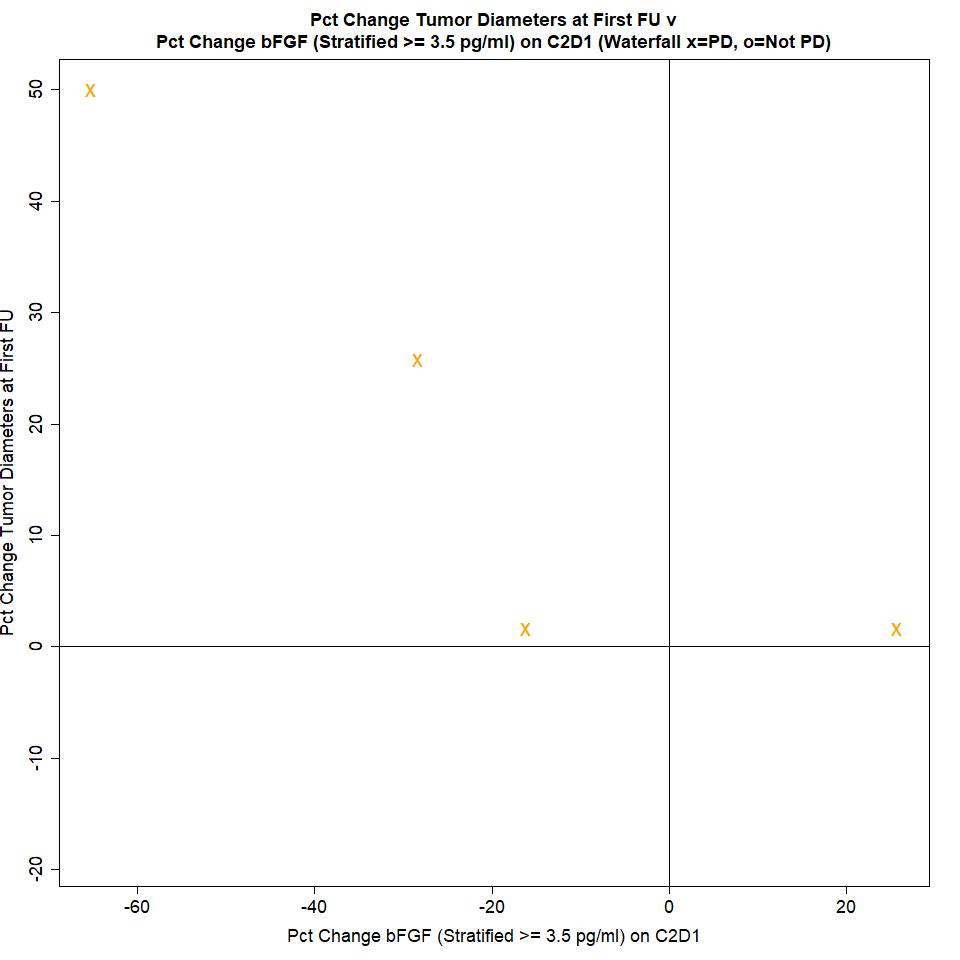 Pct Change Tumor Diameters at First FU v
Pct Change bFGF (Stratified >= 3.5 pg/ml) on C2D1 (Waterfall x=PD, o=Not PD)
Pct Change Tumor Diameters at First FU
50
40
30
20
10
0
-10
-20
X
X
X
X
-60
-40
-20
0
20
Pct Change bFGF (Stratified >= 3.5 pg/ml) on C2D1